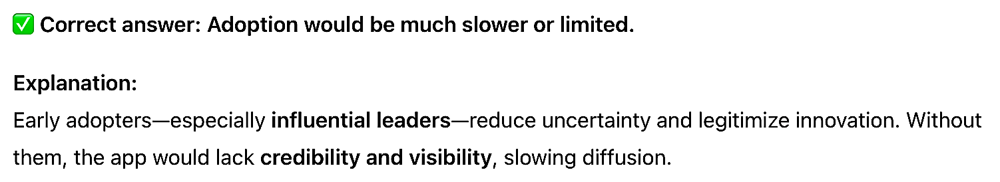 ✅ Correct answer: Adoption would be much slower or limited.
Explanation:
Early adopters—especially influential leaders—reduce uncertainty and legitimize innovation. Without
them, the app would lack credibility and visibility, slowing diffusion.